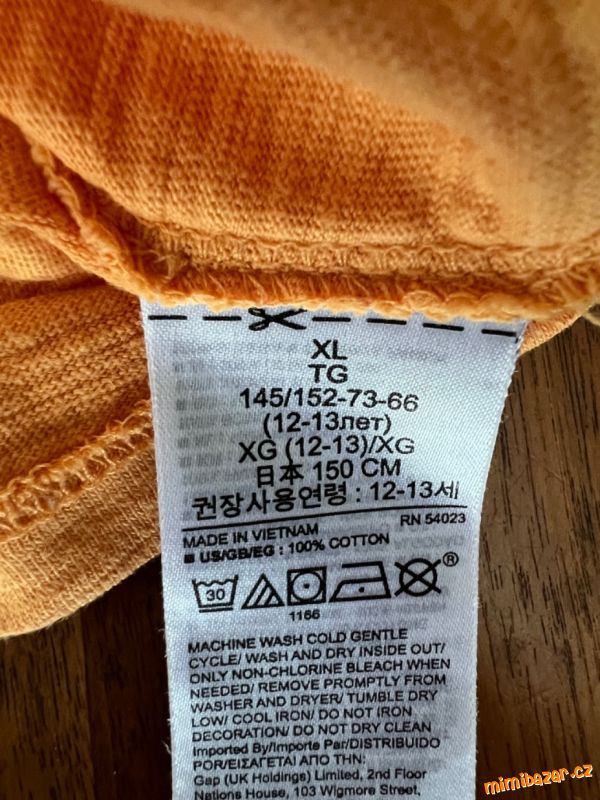 XL
TG
145/152-73-66
(12-13лет)
XG (12-13)/XG
日本 150 CM
권장사용연령 : 12-13세
MADE IN VIETNAM
RN 54023
■ US/GB/EG : 100% COTTON
30
®
1166
MACHINE WASH COLD GENTLE
CYCLE/ WASH AND DRY INSIDE OUT/
ONLY NON-CHLORINE BLEACH WHEN
NEEDED/ REMOVE PROMPTLY FROM
WASHER AND DRYER/ TUMBLE DRY
LOW/ COOL IRON/ DO NOT IRON
DECORATION/ DO NOT DRY CLEAN
Imported By/Importe Par/DISTRIBUIDO
POR/ΕΙΣΑΓΕΤΑΙ ΑΠΟ ΤΗΝ:
Gap (UK Holdings) Limited, 2nd Floor
Nations House, 103 Wigmore Street,
mimibazar.cz